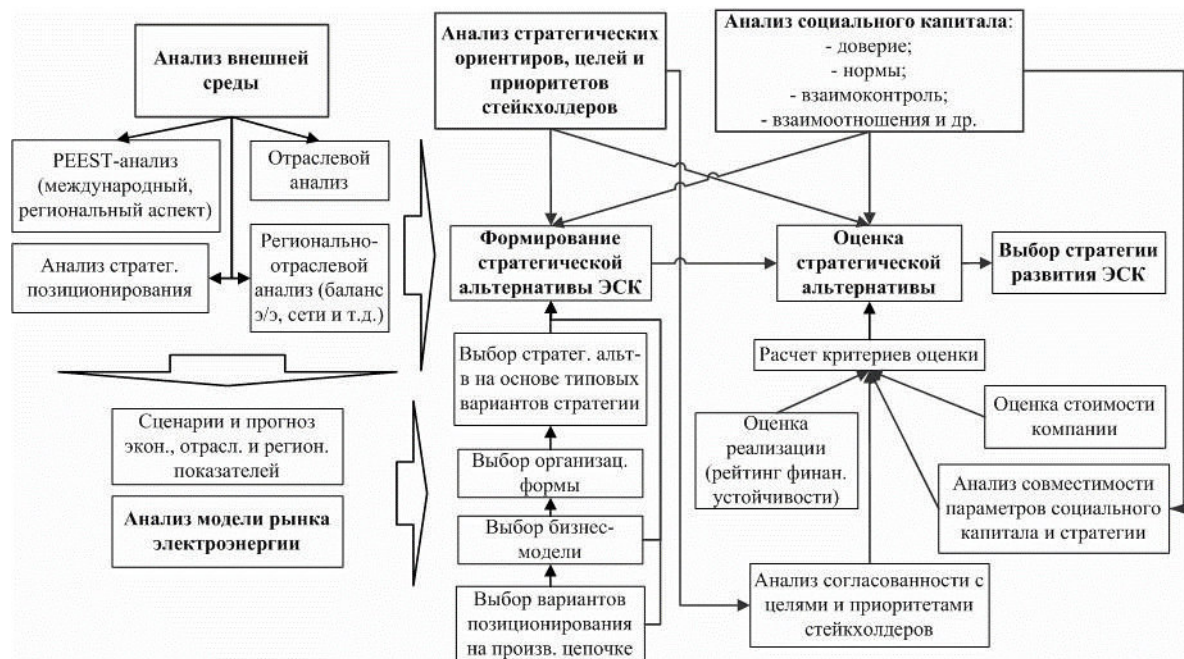 Анализ внешней
среды
PEEST-анализ
(международный,
региональный аспект)
Отраслевой
анализ
Анализ стратег.
позиционирования
Регионально-
отраслевой
анализ (баланс
э/э, сети и т.д.)
Сценарии и прогноз
экон., отрасл. и регион.
показателей
Анализ модели рынка
электроэнергии
Анализ стратегических
ориентиров, целей и
приоритетов
стейкхолдеров
Анализ социального капитала:
- доверие;
- нормы;
- взаимоконтроль;
- взаимоотношения и др.
Формирование
стратегической
альтернативы ЭСК
Оценка
стратегической
альтернативы
Выбор стратегии
развития ЭСК
Выбор стратег. альт-
в на основе типовых
вариантов стратегии
Выбор организац.
формы
Выбор бизнес-
модели
Выбор вариантов
позиционирования
на произв. цепочке
Расчет критериев оценки
Оценка
реализации
(рейтинг финан.
устойчивости)
Оценка стоимости
компании
Анализ совместимости
параметров социального
капитала и стратегии
Анализ согласованности с
целями и приоритетами
стейкхолдеров